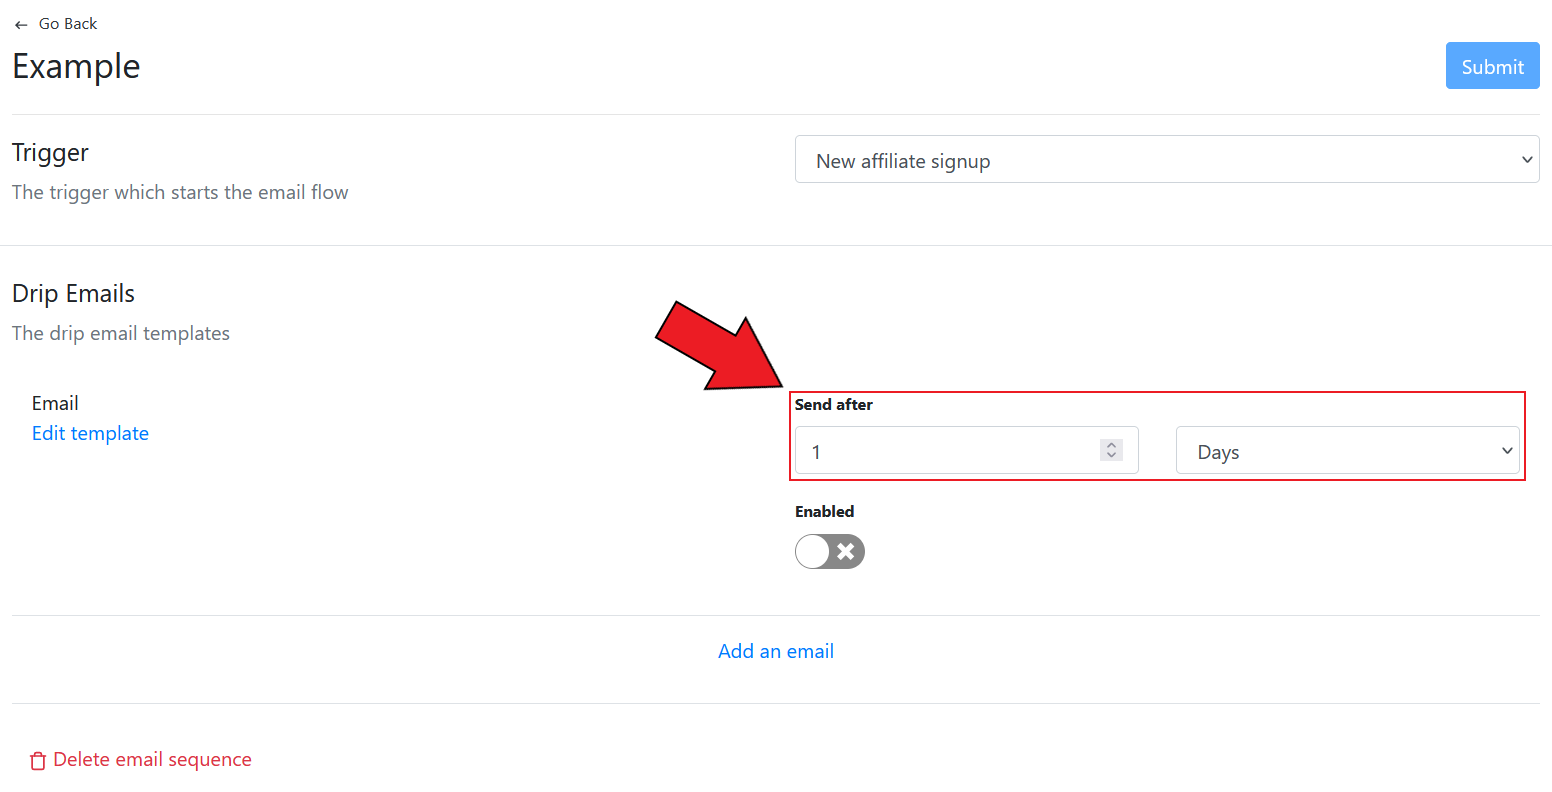 Go Back
Example
Submit
Trigger
New affiliate signup
The trigger which starts the email flow
Drip Emails
The drip email templates
Email
Edit template
Send after
1
Days
Enabled
Add an email
Delete email sequence